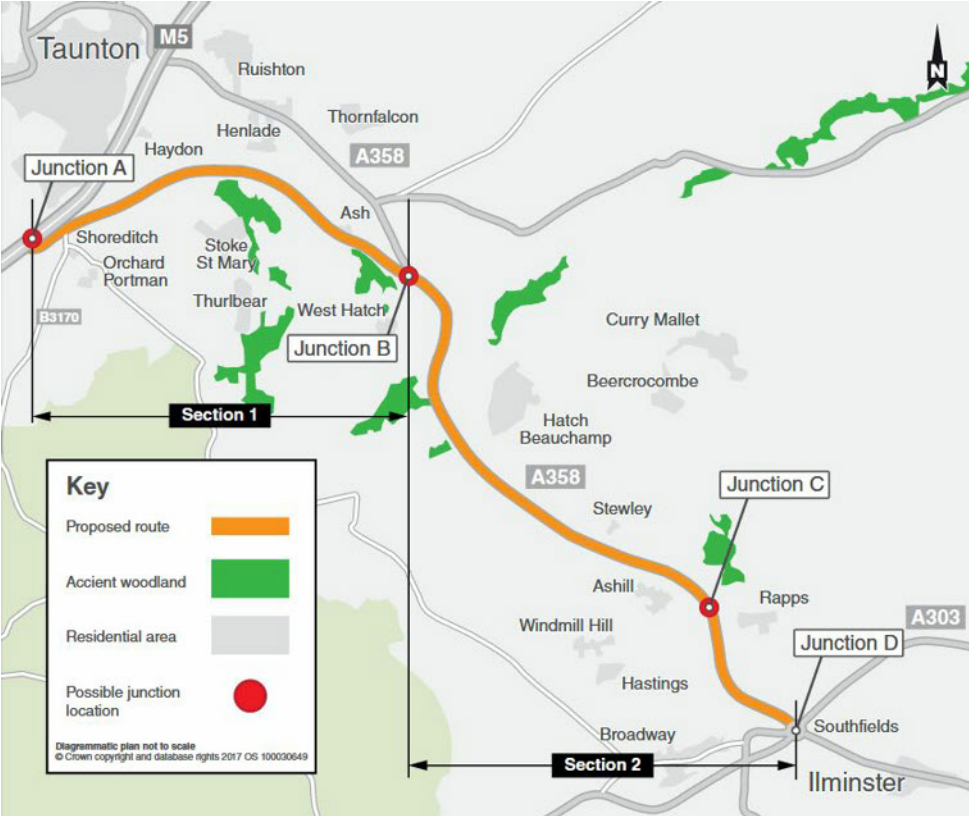 Taunton
M5
Ruishton
Thornfalcon
Henlade
A358
Haydon
Junction A
Ash
Shoreditch
Orchard
Portman
Stoke
St Mary
Thurlbear
West Hatch
B3170
Junction B
Curry Mallet
Beercrocombe
Section 1
Hatch
Beauchamp
A358
Junction C
Stewley
Ashill
Rapps
Windmill Hill
A303
Junction D
Hastings
Southfields
Broadway
Section 2
Ilminster
N
Key
Proposed route
Accient woodland
Residential area
Possible junction
location
Diagrammatic plan not to scale
© Crown copyright and database rights 2017 OS 100030649